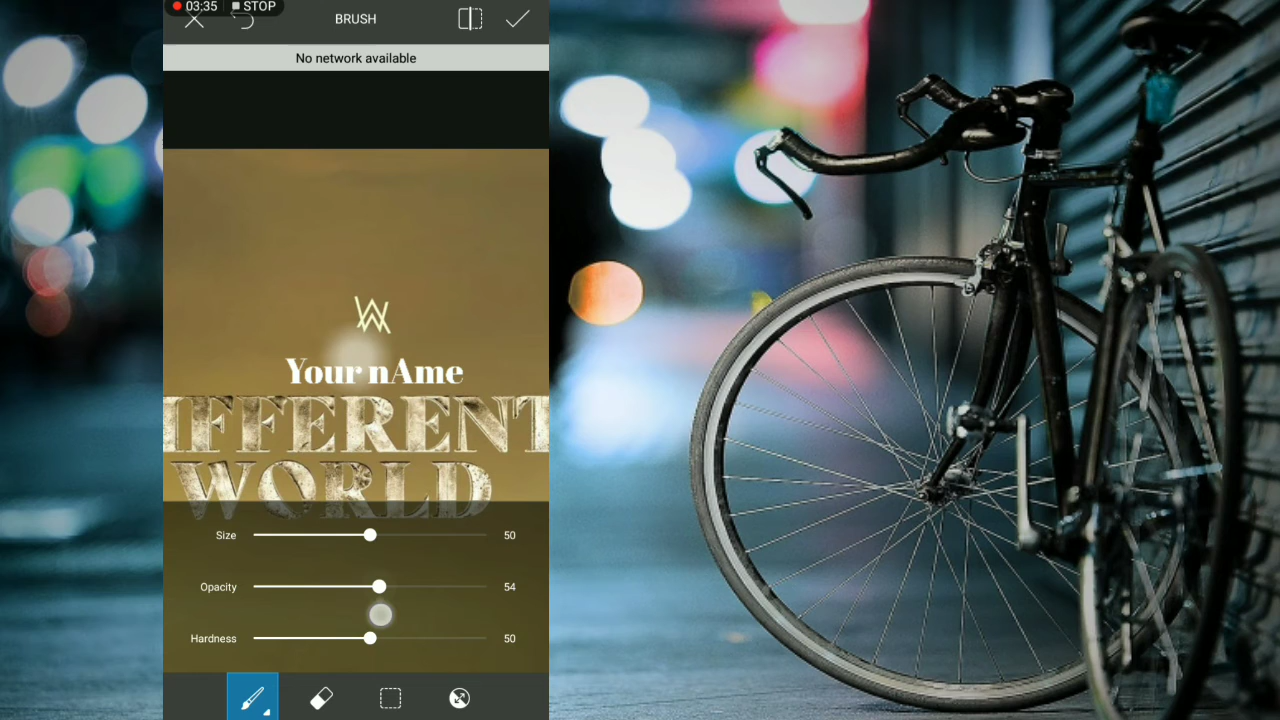 03:35 STOP
BRUSH
No network available
Your nAme
IFFERENT
WORLD
Size 50
Opacity 54
Hardness 50